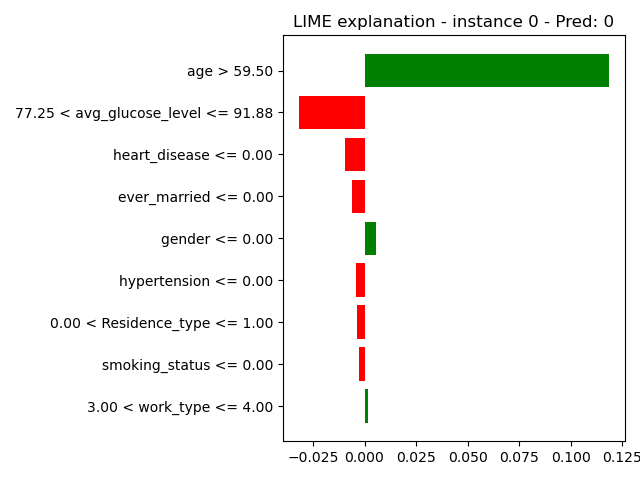 LIME explanation - instance 0 - Pred: 0
age > 59.50
77.25 < avg_glucose_level <= 91.88
heart_disease <= 0.00
ever_married <= 0.00
gender <= 0.00
hypertension <= 0.00
0.00 < Residence_type <= 1.00
smoking_status <= 0.00
3.00 < work_type <= 4.00
−0.025 0.000 0.025 0.050 0.075 0.100 0.125